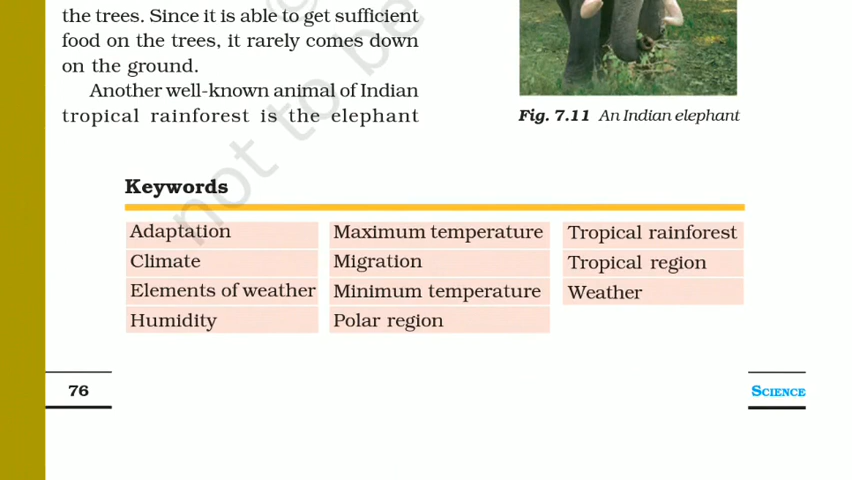 the trees. Since it is able to get sufficient
food on the trees, it rarely comes down
on the ground.
Another well-known animal of Indian
tropical rainforest is the elephant
Fig. 7.11 An Indian elephant
not to be
Keywords
Adaptation
Climate
Elements of weather
Humidity
Maximum temperature
Migration
Minimum temperature
Polar region
Tropical rainforest
Tropical region
Weather
76
SCIENCE